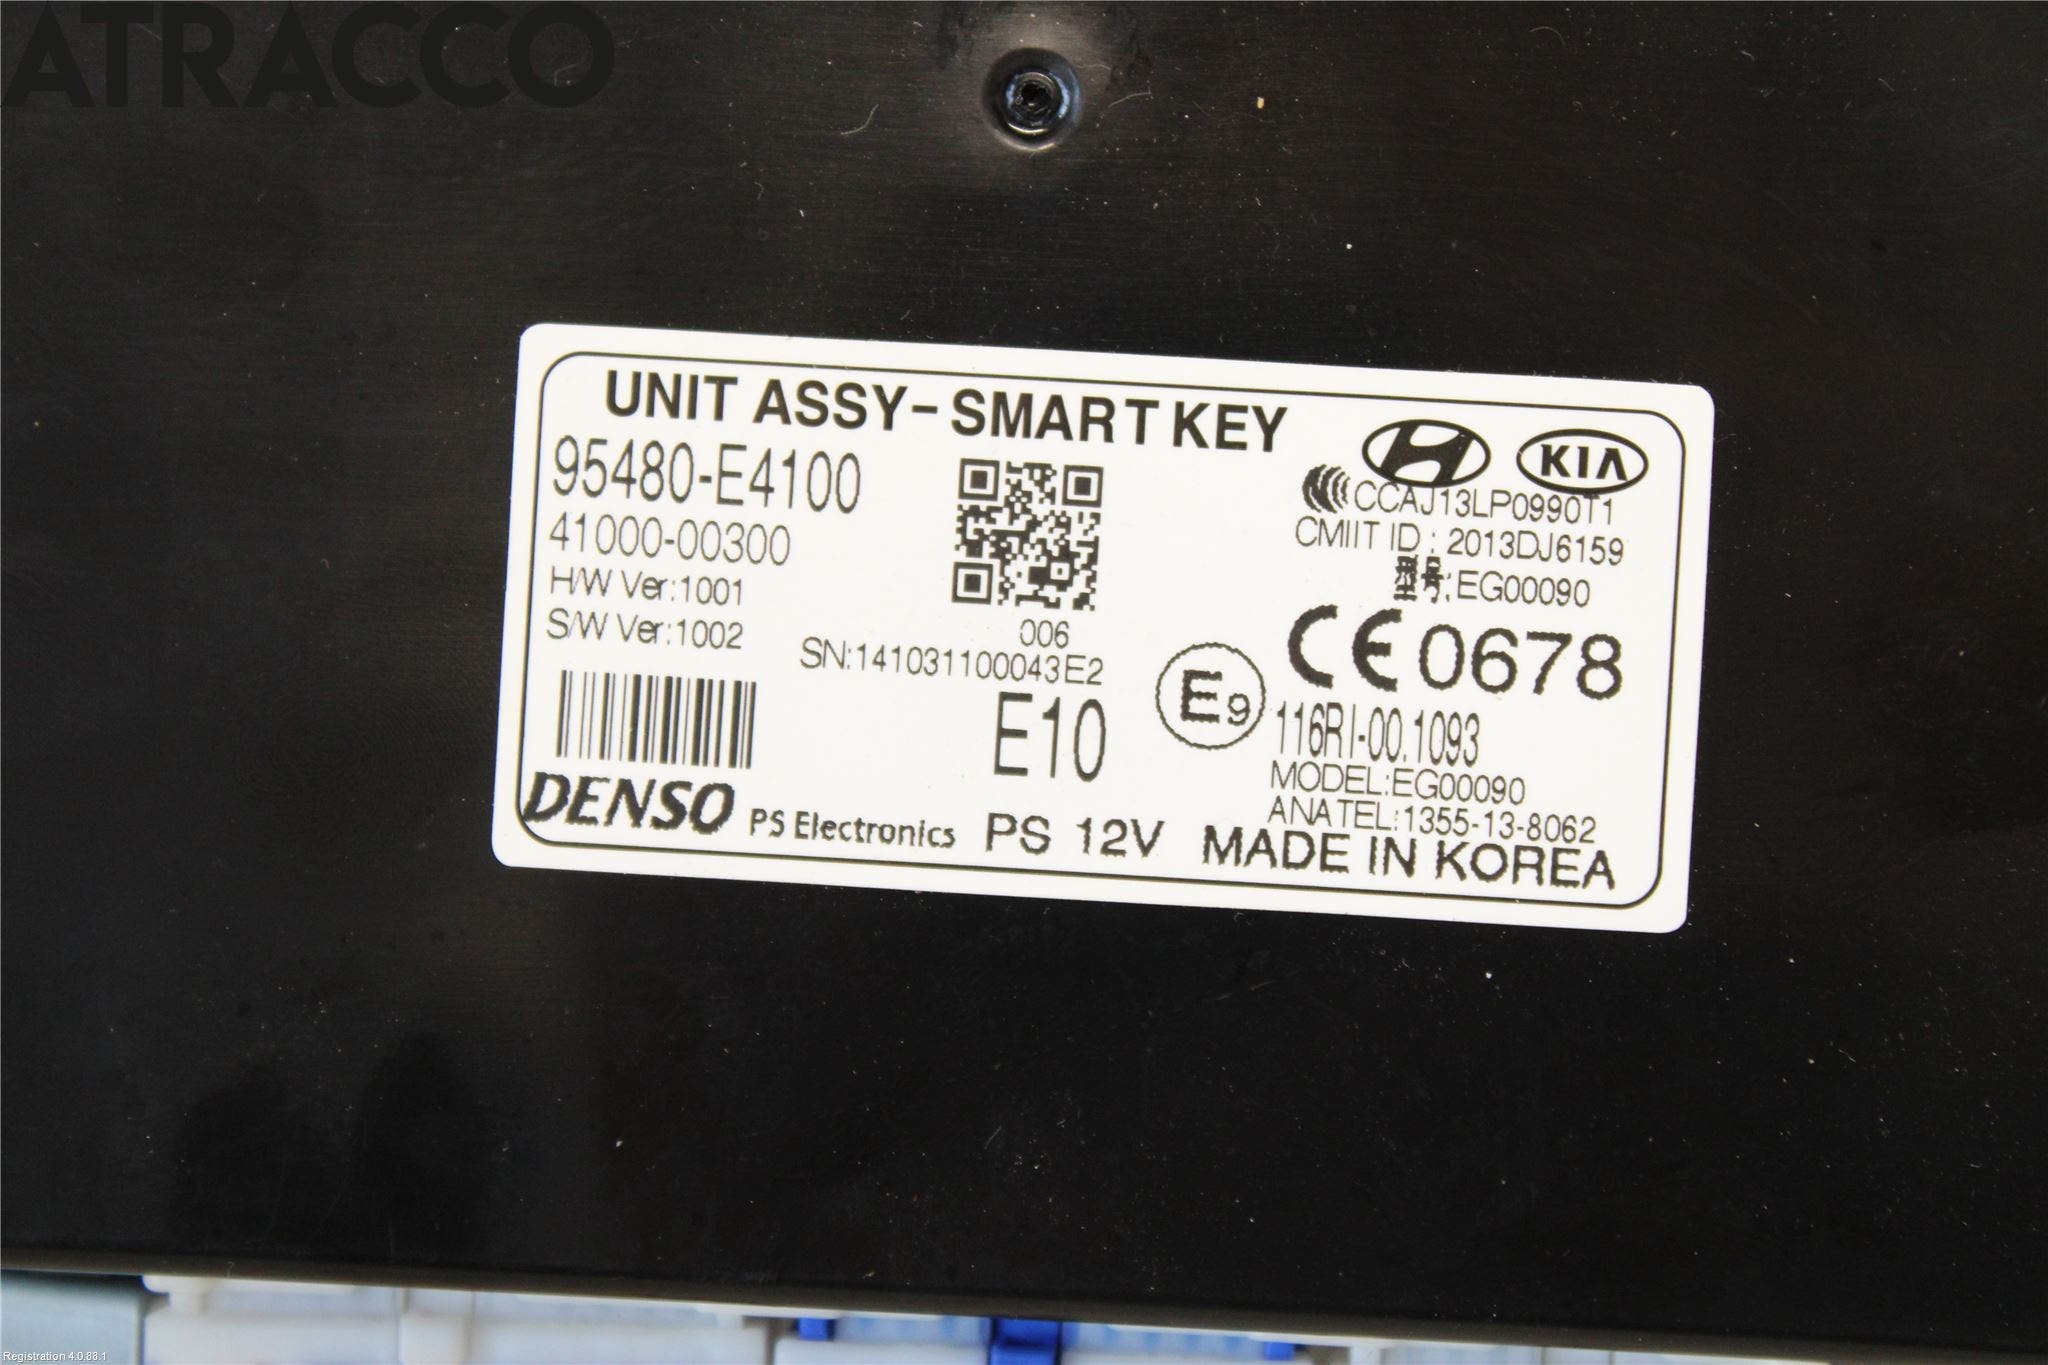 ATRACCO
UNIT ASSY-SMART KEY
95480-E4100
41000-00300
H/W Ver:1001
S/W Ver:1002
006
SN:141031100043E2
E10
DENSO PS Electronics PS 12V
KIA
CCAJ13LP0990T1
CMIIT ID : 2013DJ6159
型号:EG00090
CE0678
E9
116RI-00.1093
MODEL:EG00090
ANATEL:1355-13-8062
MADE IN KOREA
Registration 4.0.88.1